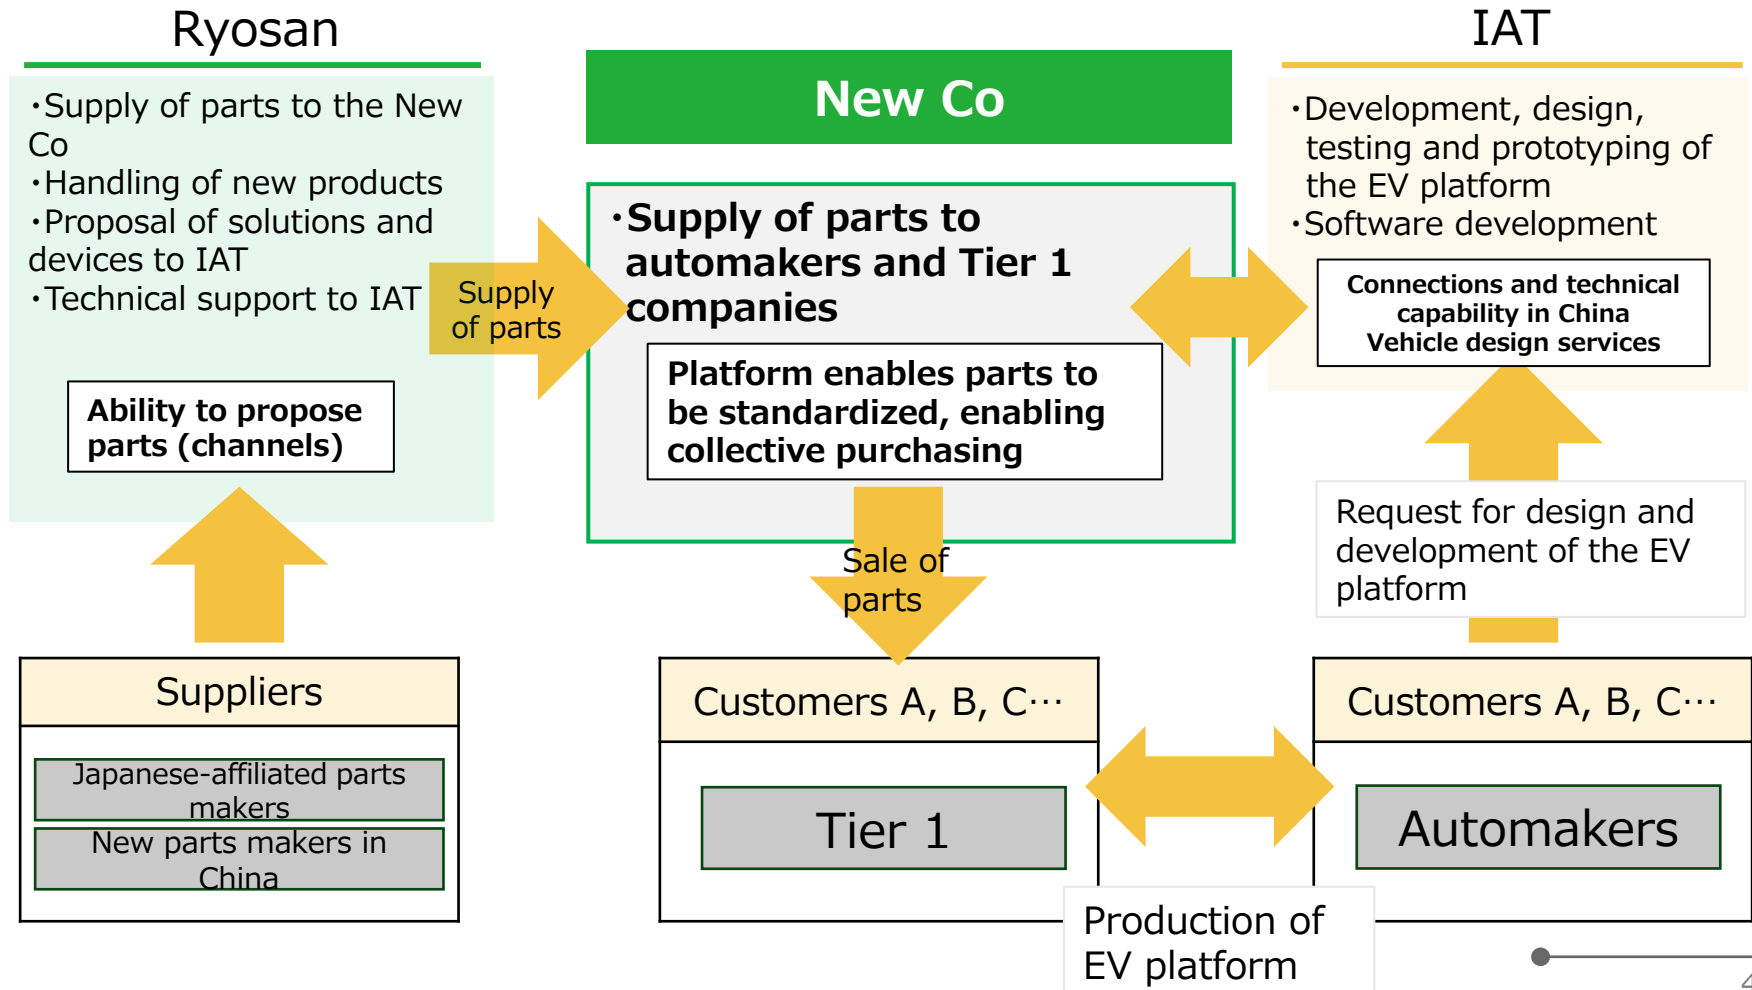 Ryosan
・Supply of parts to the New
Co
・Handling of new products
・Proposal of solutions and
devices to IAT
・Technical support to IAT
Ability to propose
parts (channels)
Supply
of parts
New Co
・Supply of parts to
automakers and Tier 1
companies
Platform enables parts to
be standardized, enabling
collective purchasing
IAT
・Development, design,
testing and prototyping of
the EV platform
・Software development
Connections and technical
capability in China
Vehicle design services
Request for design and
development of the EV
platform
Sale of
parts
Suppliers
Japanese-affiliated parts
makers
New parts makers in
China
Customers A, B, C…
Tier 1
Customers A, B, C…
Automakers
Production of
EV platform
4